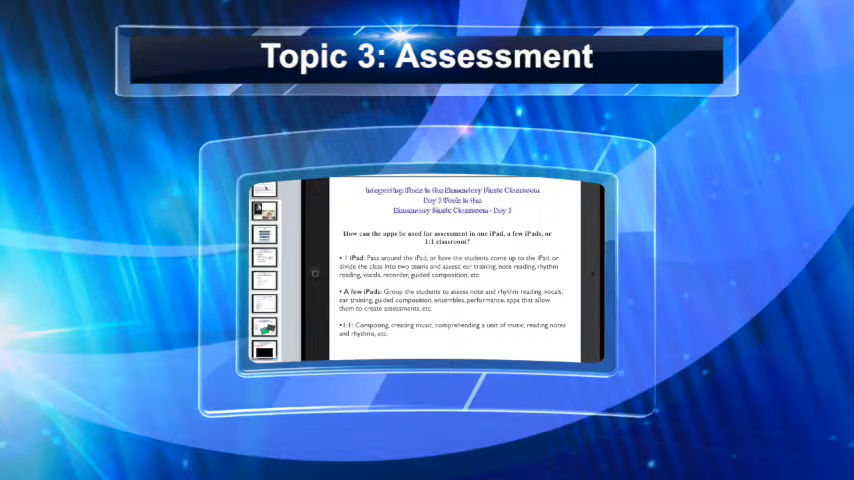 Topic 3: Assessment
Integrating iPads in the Elementary Music Classroom
Day 3 iPads in the
Elementary Music Classroom - Day 3
How can the apps be used for assessment in one iPad, a few iPads, or
1:1 classroom?
• 1 iPad: Pass around the iPad, or have the students come up to the iPad, or
divide the class into two teams and assess: ear training, note reading, rhythm
reading, vocals, recorder, guided composition, etc
• A few iPads: Group the students to assess note and rhythm reading, vocals,
ear training, guided composition, ensembles, performance, apps that allow
them to create assessments, etc
•1:1: Composing, creating music, comprehending a unit of music, reading notes
and rhythms, etc.